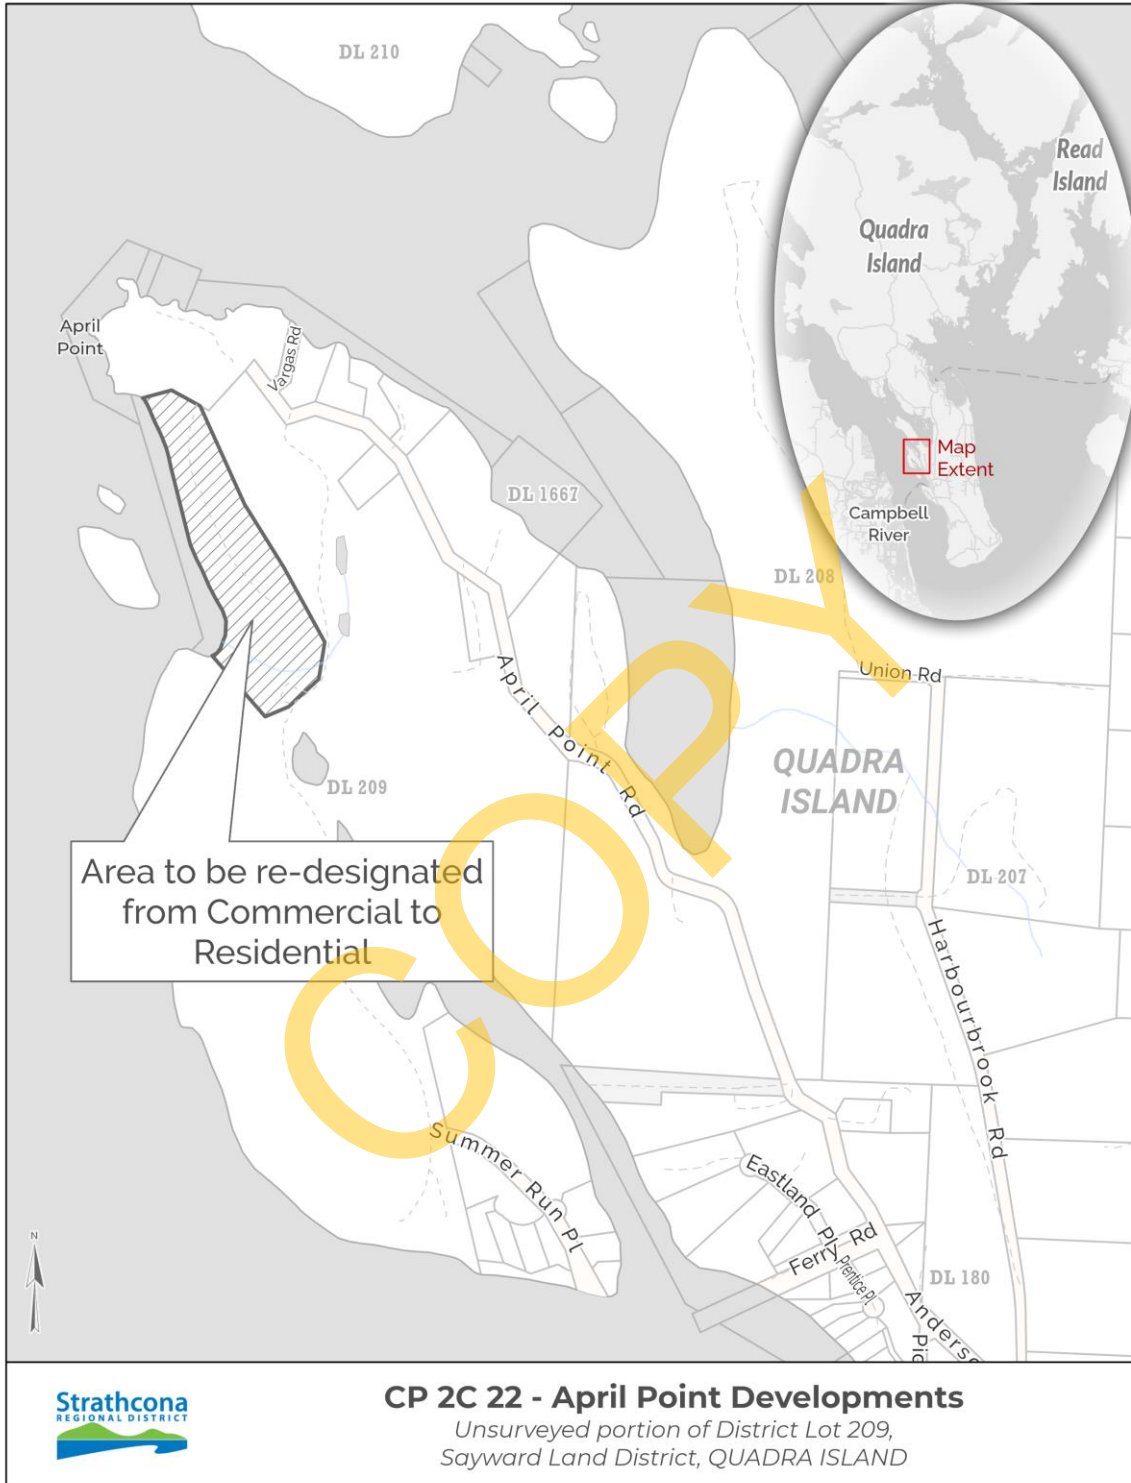 DL 210
Read
Island
Quadra
Island
April
Point
Vargas Rd
Map
Extent
DL 1667
Campbell
River
DL 208
Union Rd
April Point Rd
QUADRA
ISLAND
DL 209
Area to be re-designated
from Commercial to
Residential
DL 207
Harbourbrook Rd
COPY
Summer Run Pl
Eastland Pl
Ferry Rd
Prentice Pl
DL 180
N
Anderso
Pid
Strathcona
REGIONAL DISTRICT
CP 2C 22 - April Point Developments
Unsurveyed portion of District Lot 209,
Sayward Land District, QUADRA ISLAND